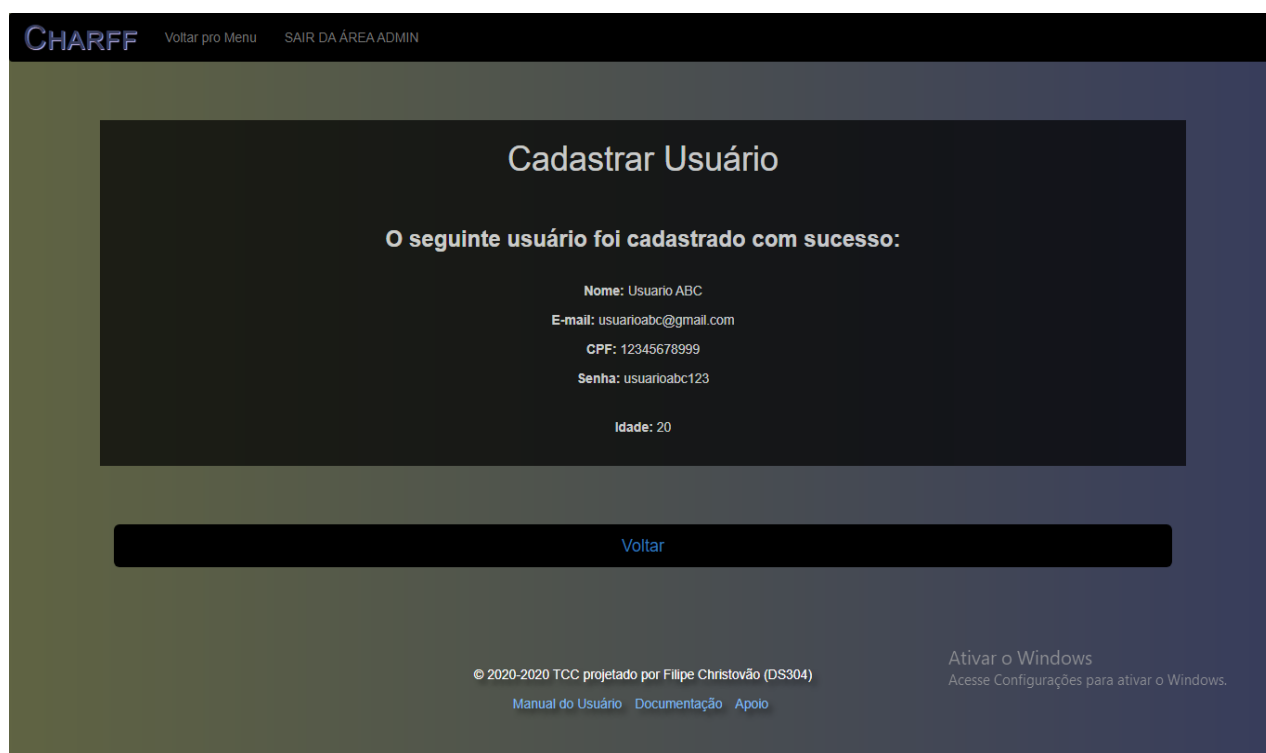 CHARFF Voltar pro Menu SAIR DA ÁREA ADMIN
Cadastrar Usuário
O seguinte usuário foi cadastrado com sucesso:
Nome: Usuario ABC
E-mail: usuarioabc@gmail.com
CPF: 12345678999
Senha: usuarioabc123
Idade: 20
Voltar
© 2020-2020 TCC projetado por Filipe Christovão (DS304)
Manual do Usuário Documentação Apoio
Ativar o Windows
Acesse Configurações para ativar o Windows.